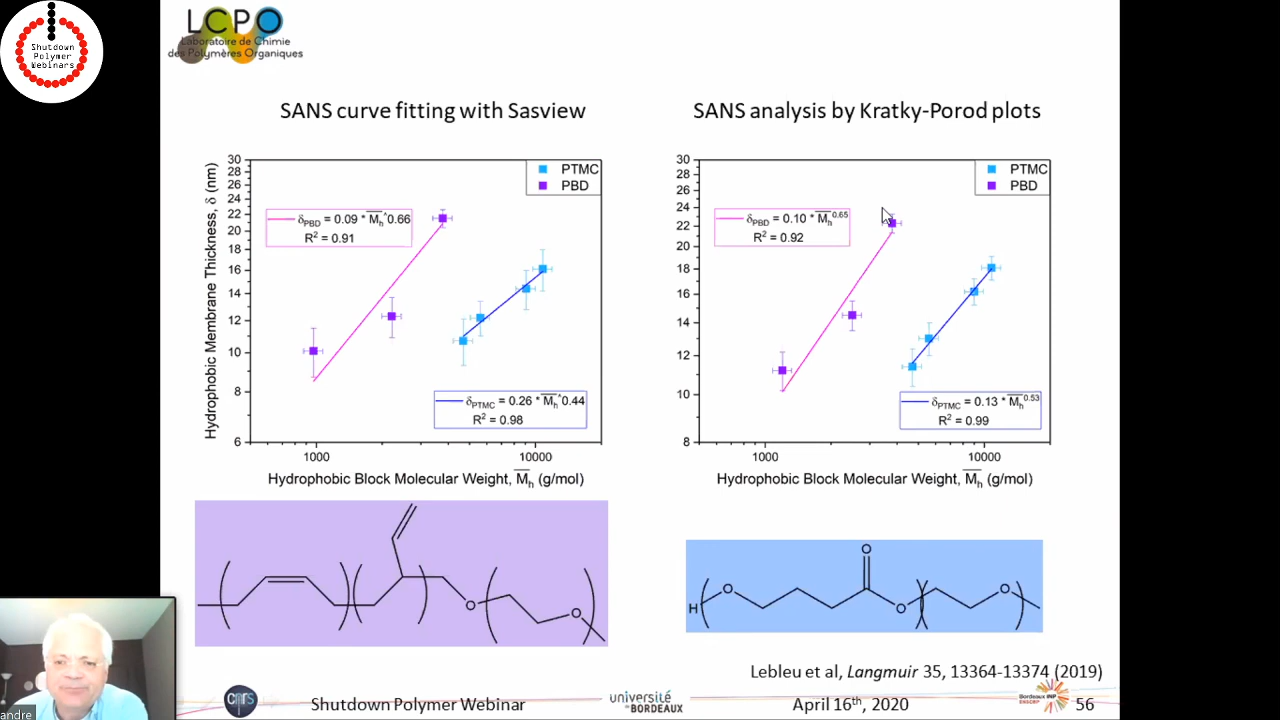 Shutdown
Polymer
Webinars
LCPO
Laboratoire de Chimie
des Polymères Organiques
SANS curve fitting with Sasview
SANS analysis by Kratky-Porod plots
Hydrophobic Membrane Thickness, δ (nm)
30
28
26
24
22
20
18
16
14
12
10
8
6
PTMC
PBD
δPBD = 0.09 * M̅h^0.66
R² = 0.91
δPTMC = 0.26 * M̅h^0.44
R² = 0.98
1000
10000
Hydrophobic Block Molecular Weight, M̅h (g/mol)
30
28
26
24
22
20
18
16
14
12
10
8
PTMC
PBD
δPBD = 0.10 * M̅h^0.65
R² = 0.92
δPTMC = 0.13 * M̅h^0.53
R² = 0.99
1000
10000
Hydrophobic Block Molecular Weight, M̅h (g/mol)
O
O
H
O
O
O
O
Lebleu et al, Langmuir 35, 13364-13374 (2019)
cnrs
Shutdown Polymer Webinar
université
de BORDEAUX
April 16th, 2020
Bordeaux INP
56
andre